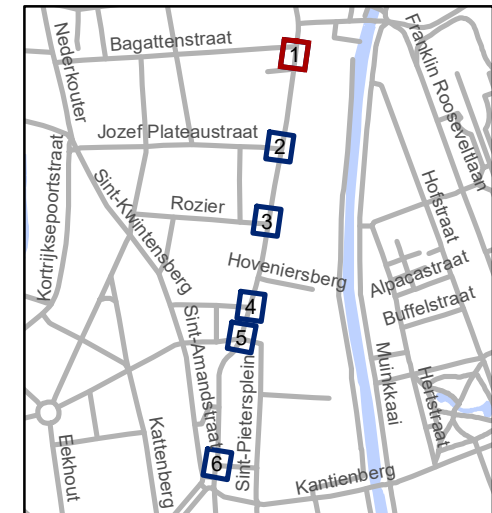 Nederkouter
Bagattenstraat
1
Franklin Rooseveltlaan
Jozef Plateaustraat
2
Kortrijksepoortstraat
Sint-Kwintensberg
Rozier
3
Hofstraat
Hoveniersberg
Alpacastraat
Buffelstraat
4
5
Sint-Amandstraat
Sint-Pietersplein
Muinkkaai
Hertstraat
Eekhout
Kattenberg
6
Kantienberg